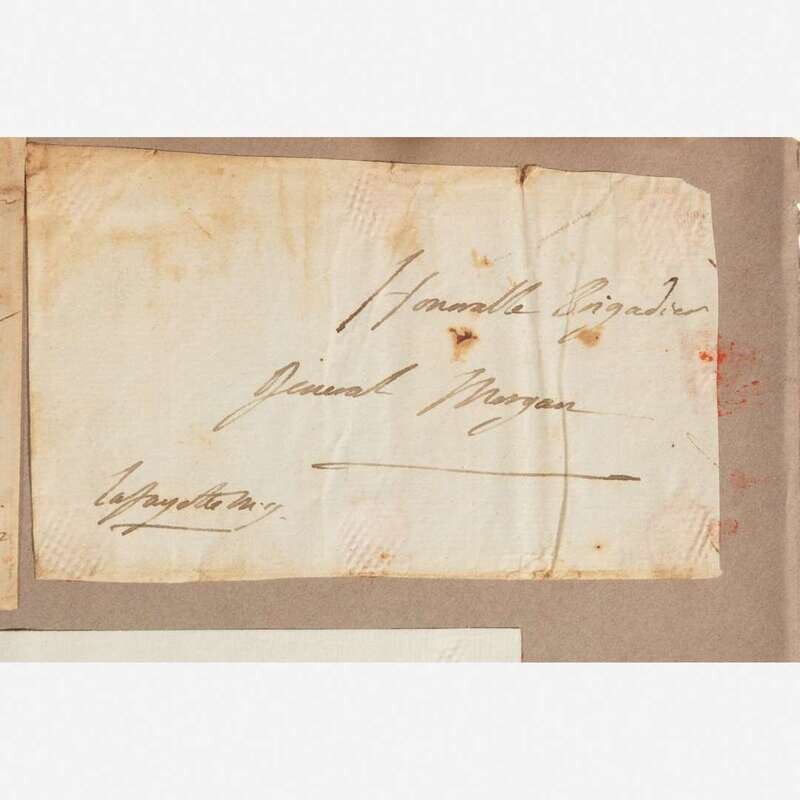 Honorable Brigadier
General Morgan
Lafayette M.g.